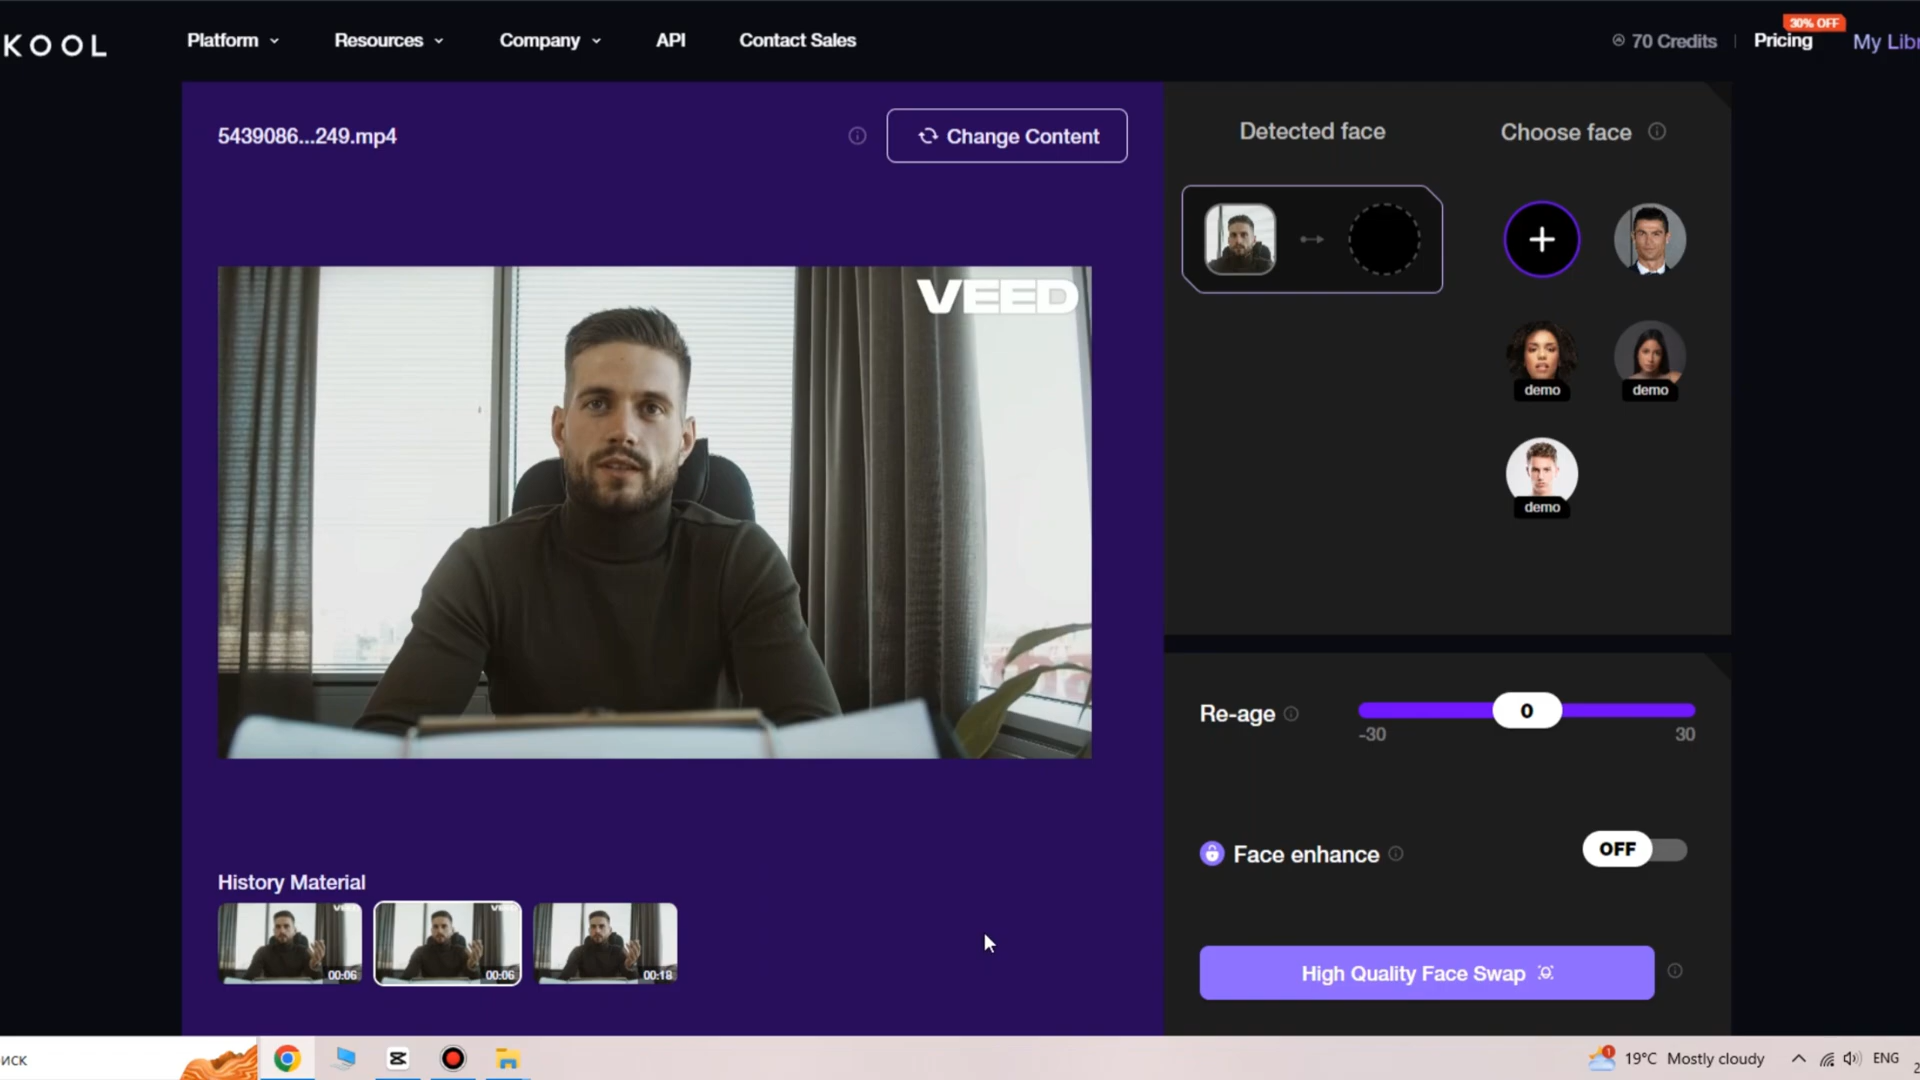 KOOL
Platform
Resources
Company
API
Contact Sales
70 Credits
30% OFF
Pricing
My Libr
5439086...249.mp4
Change Content
Detected face
Choose face
VEED
demo
demo
demo
Re-age
0
-30
30
Face enhance
OFF
History Material
00:06
00:06
00:18
High Quality Face Swap
иск
19°C Mostly cloudy
ENG